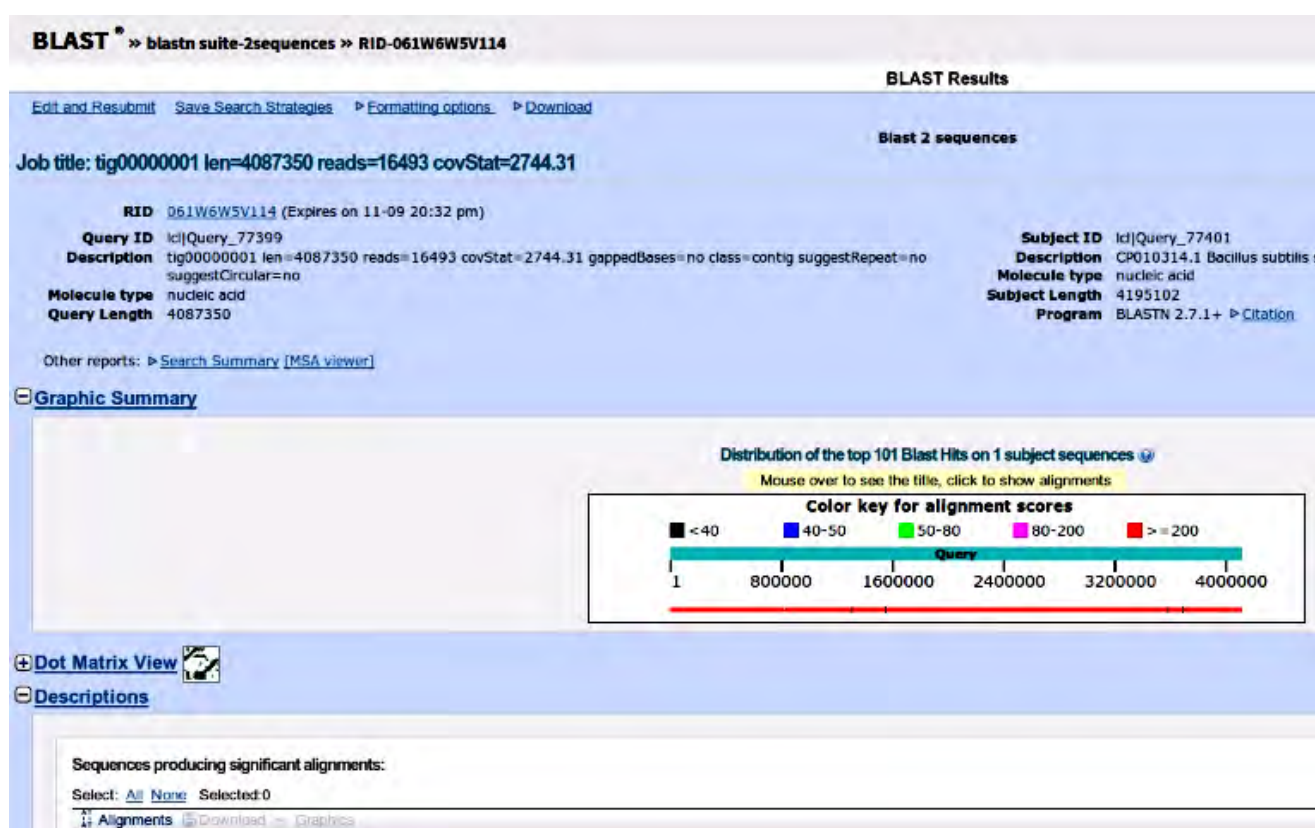 BLAST ® » blastn suite-2sequences » RID-061W6W5V114
BLAST Results
Edit and Resubmit Save Search Strategies Formatting options Download
Blast 2 sequences
Job title: tig00000001 len=4087350 reads=16493 covStat=2744.31
RID 061W6W5V114 (Expires on 11-09 20:32 pm)
Query ID lcl|Query_77399
Description tig00000001 len=4087350 reads=16493 covStat=2744.31 gappedBases=no class=contig suggestRepeat=no
suggestCircular=no
Molecule type nucleic acid
Query Length 4087350
Subject ID lcl|Query_77401
Description CP010314.1 Bacillus subtilis
Molecule type nucleic acid
Subject Length 4195102
Program BLASTN 2.7.1+ Citation
Other reports: Search Summary [MSA viewer]
Graphic Summary
Distribution of the top 101 Blast Hits on 1 subject sequences
Mouse over to see the title, click to show alignments
Color key for alignment scores
<40 40-50 50-80 80-200 >=200
Query
1 800000 1600000 2400000 3200000 4000000
Dot Matrix View
Descriptions
Sequences producing significant alignments:
Select: All None Selected:0
Alignments Download Graphics